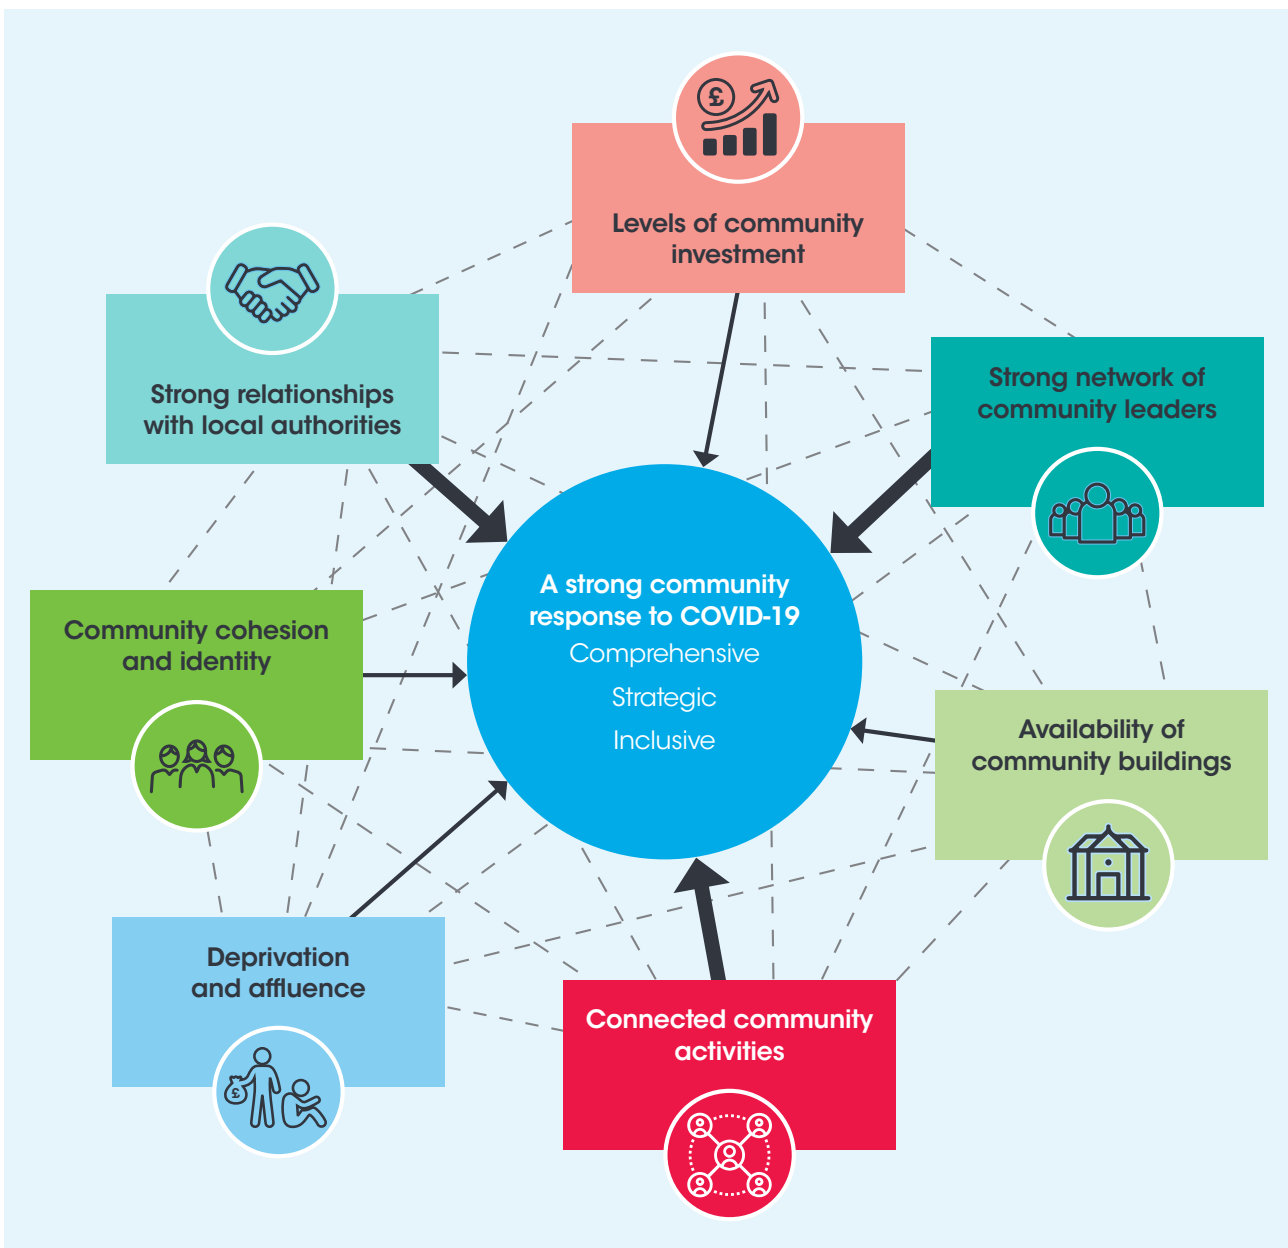 £
Levels of community
investment
Strong relationships
with local authorities
Strong network of
community leaders
A strong community
response to COVID-19
Comprehensive
Strategic
Inclusive
Community cohesion
and identity
Availability of
community buildings
Deprivation
and affluence
£
Connected community
activities